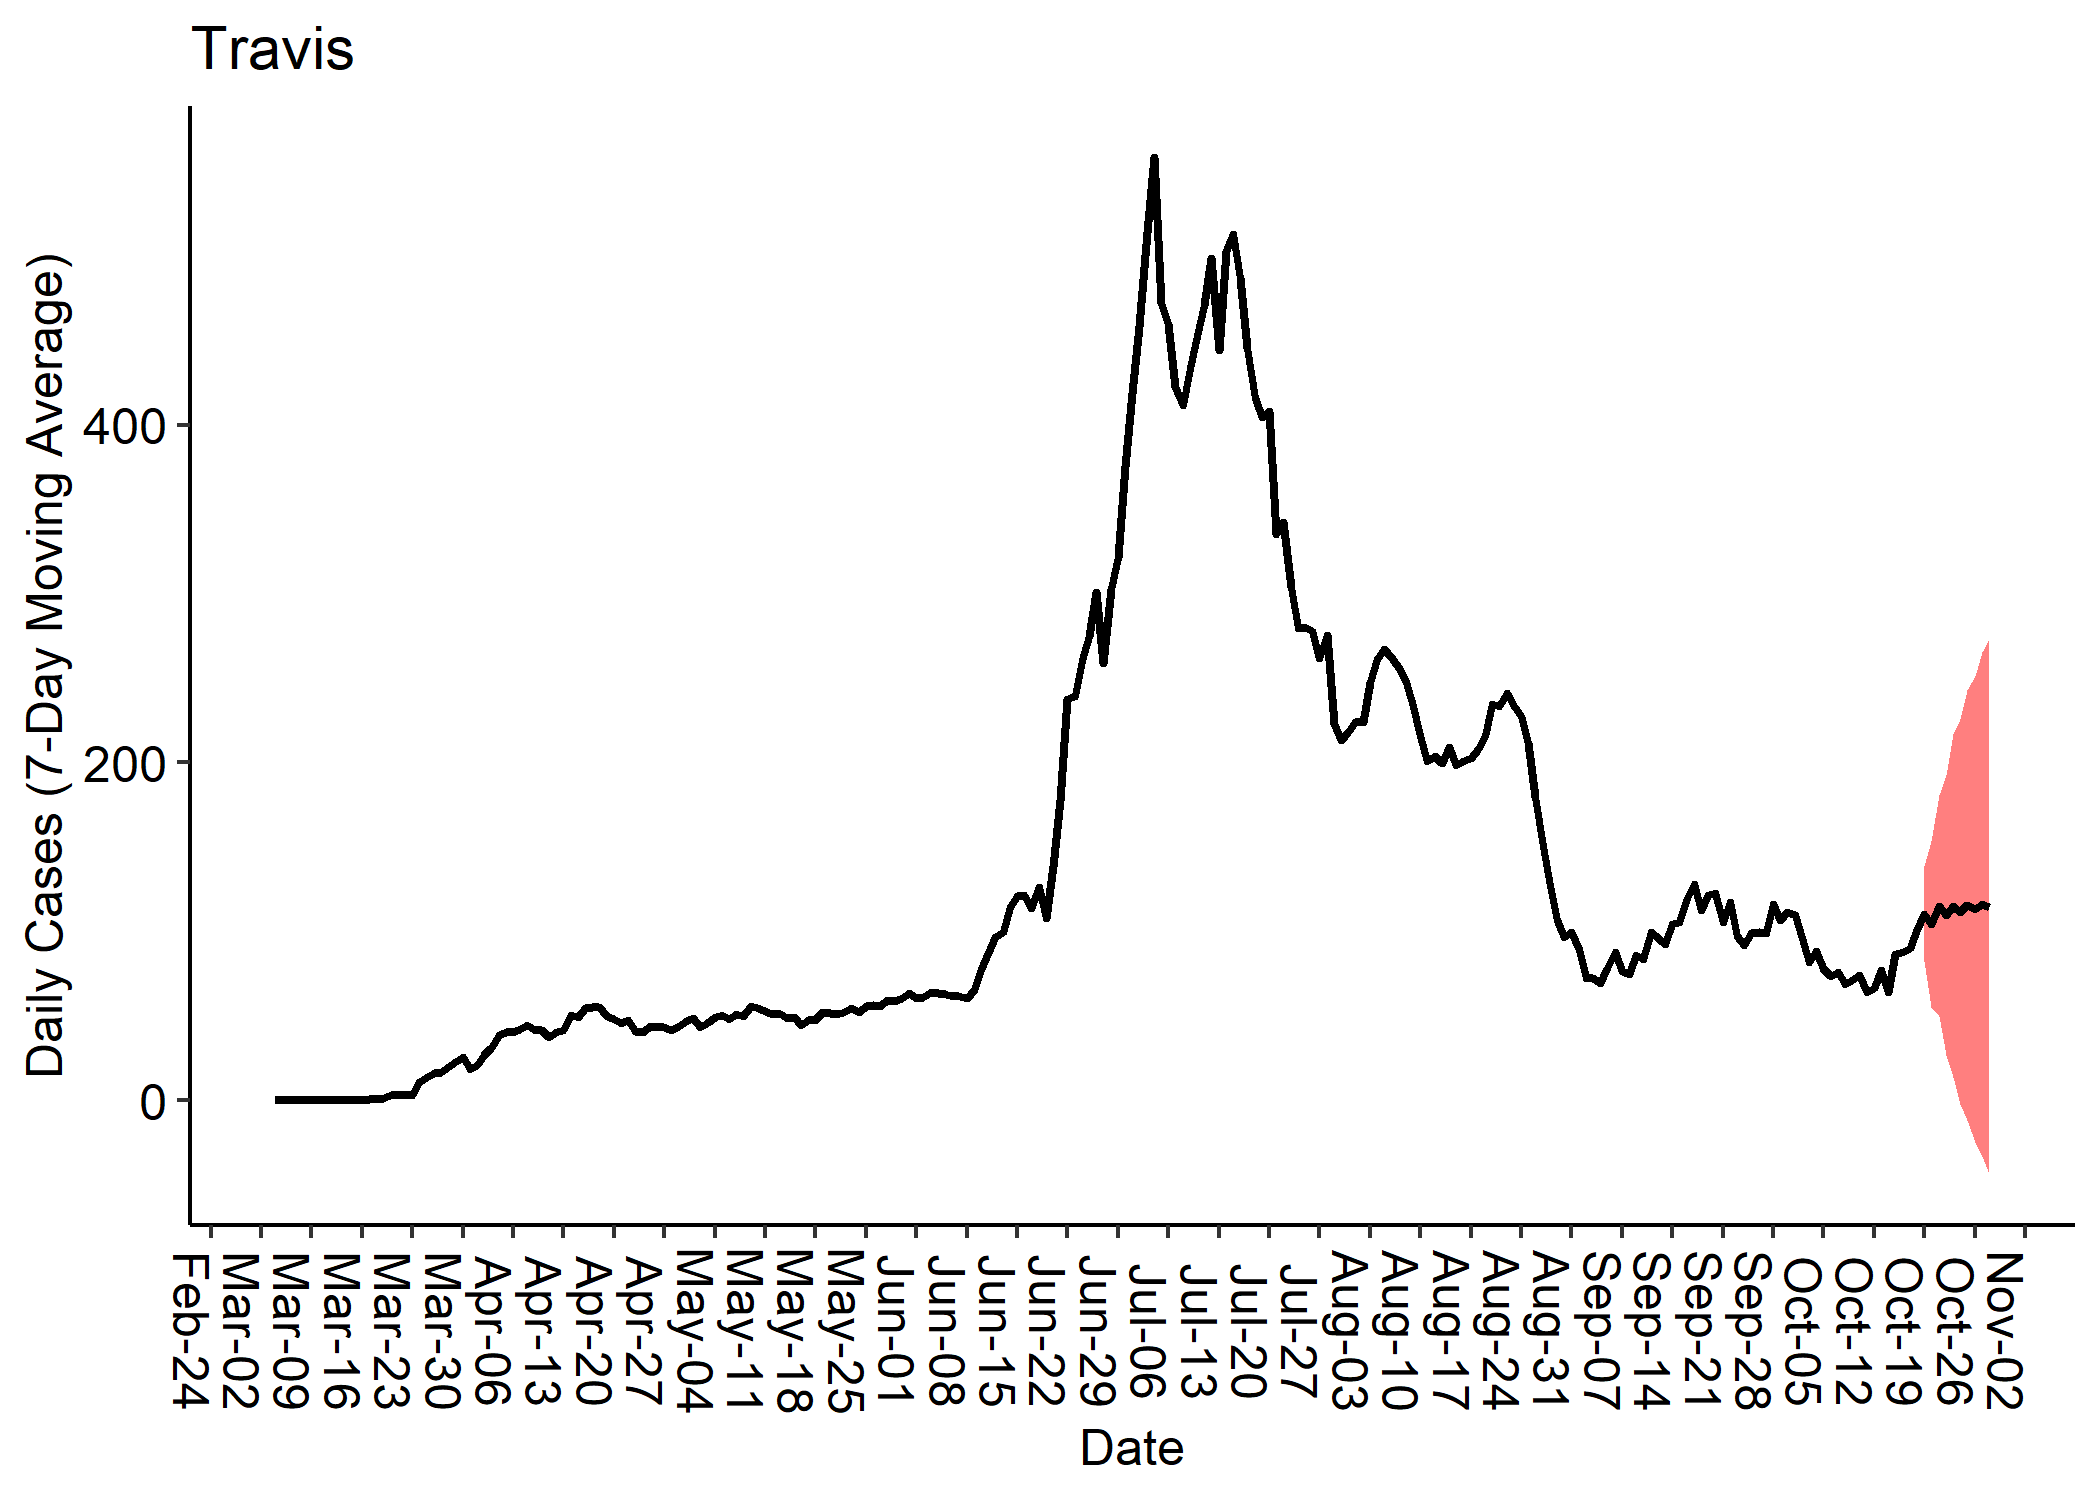 Travis
Daily Cases (7-Day Moving Average)
400
200
0
Feb-24
Mar-02
Mar-09
Mar-16
Mar-23
Mar-30
Apr-06
Apr-13
Apr-20
Apr-27
May-04
May-11
May-18
May-25
Jun-01
Jun-08
Jun-15
Jun-22
Jun-29
Jul-06
Jul-13
Jul-20
Jul-27
Aug-03
Aug-10
Aug-17
Aug-24
Aug-31
Sep-07
Sep-14
Sep-21
Sep-28
Oct-05
Oct-12
Oct-19
Oct-26
Nov-02
Date